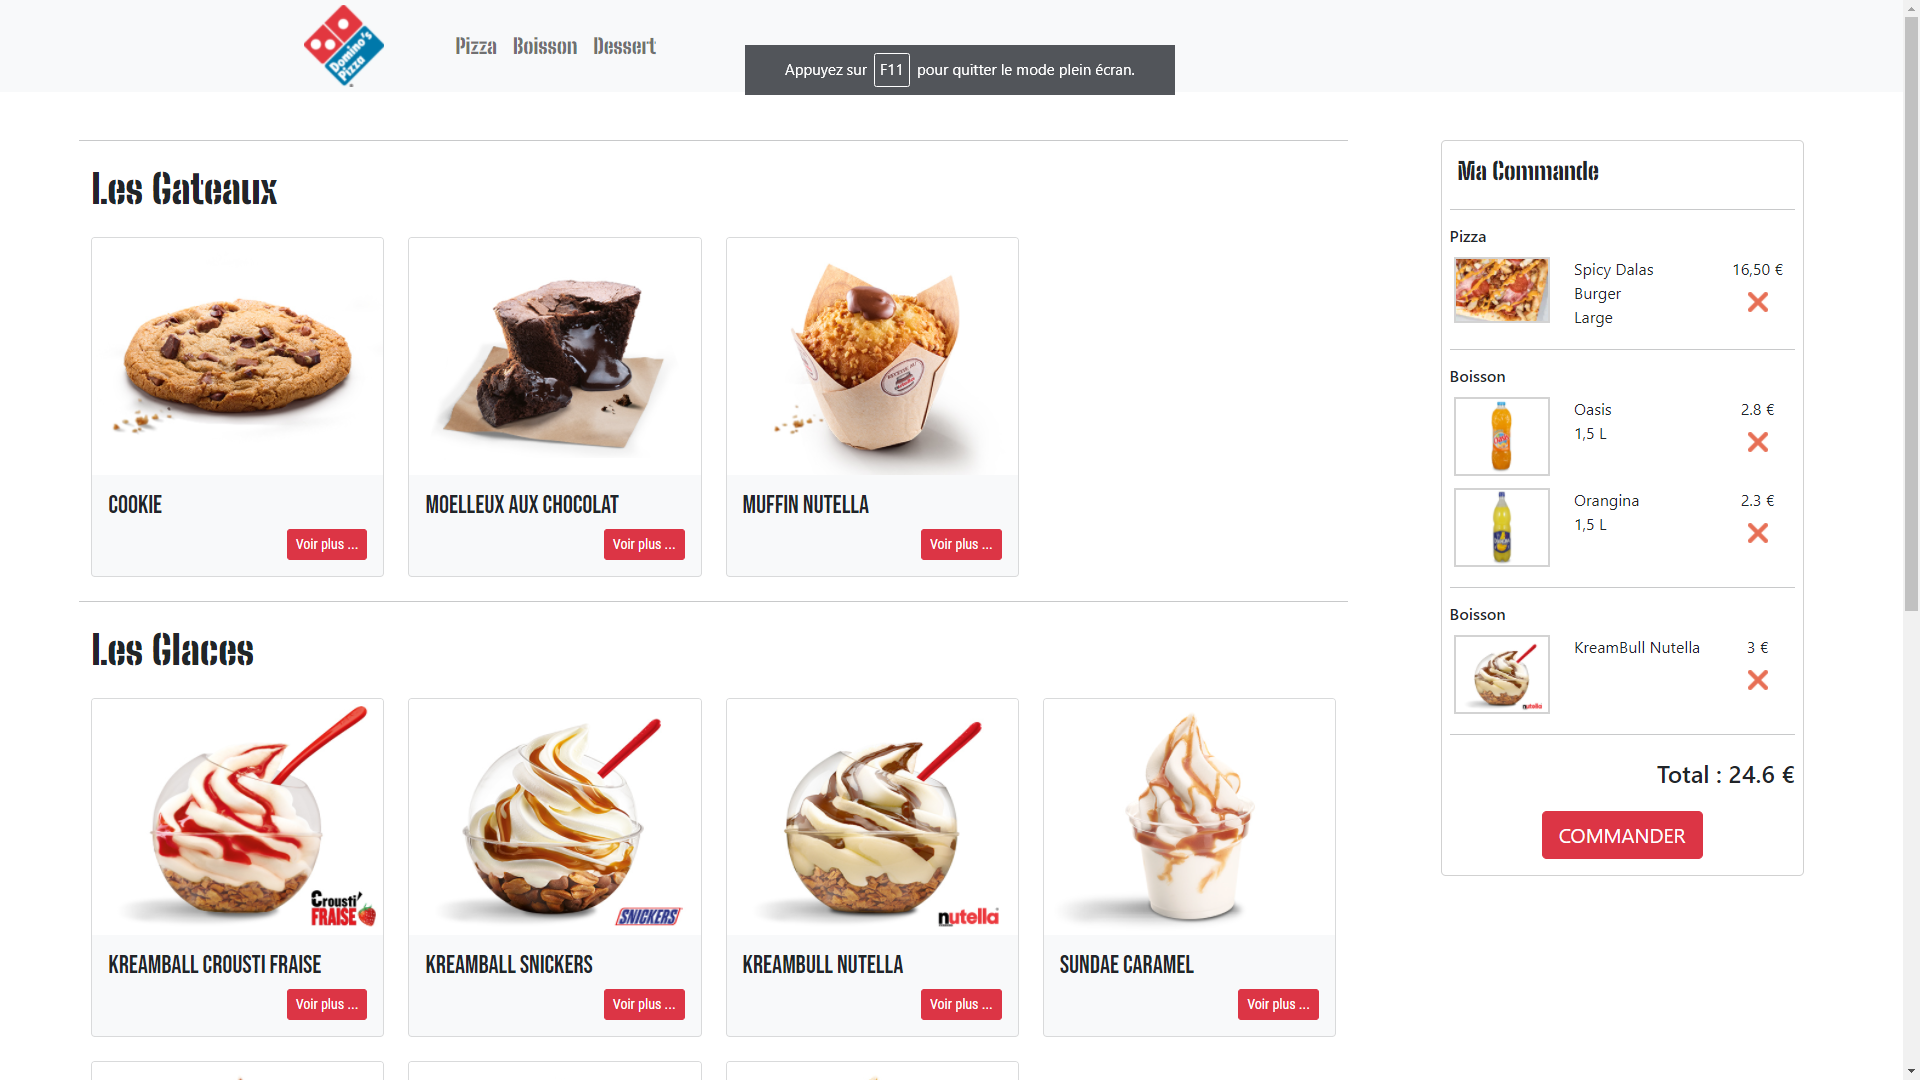 Domino's
Pizza
Pizza Boisson Dessert
Appuyez sur F11 pour quitter le mode plein écran.
Les Gateaux
COOKIE
Voir plus ...
MOELLEUX AUX CHOCOLAT
Voir plus ...
MUFFIN NUTELLA
Voir plus ...
Les Glaces
Crousti'
FRAISE
KREAMBALL CROUSTI FRAISE
Voir plus ...
SNICKERS
KREAMBALL SNICKERS
Voir plus ...
nutella
KREAMBULL NUTELLA
Voir plus ...
SUNDAE CARAMEL
Voir plus ...
Ma Commande
Pizza
Spicy Dalas 16,50 €
Burger
Large
Boisson
Oasis 2.8 €
1,5 L
Orangina 2.3 €
1,5 L
Boisson
KreamBull Nutella 3 €
nutella
Total : 24.6 €
COMMANDER